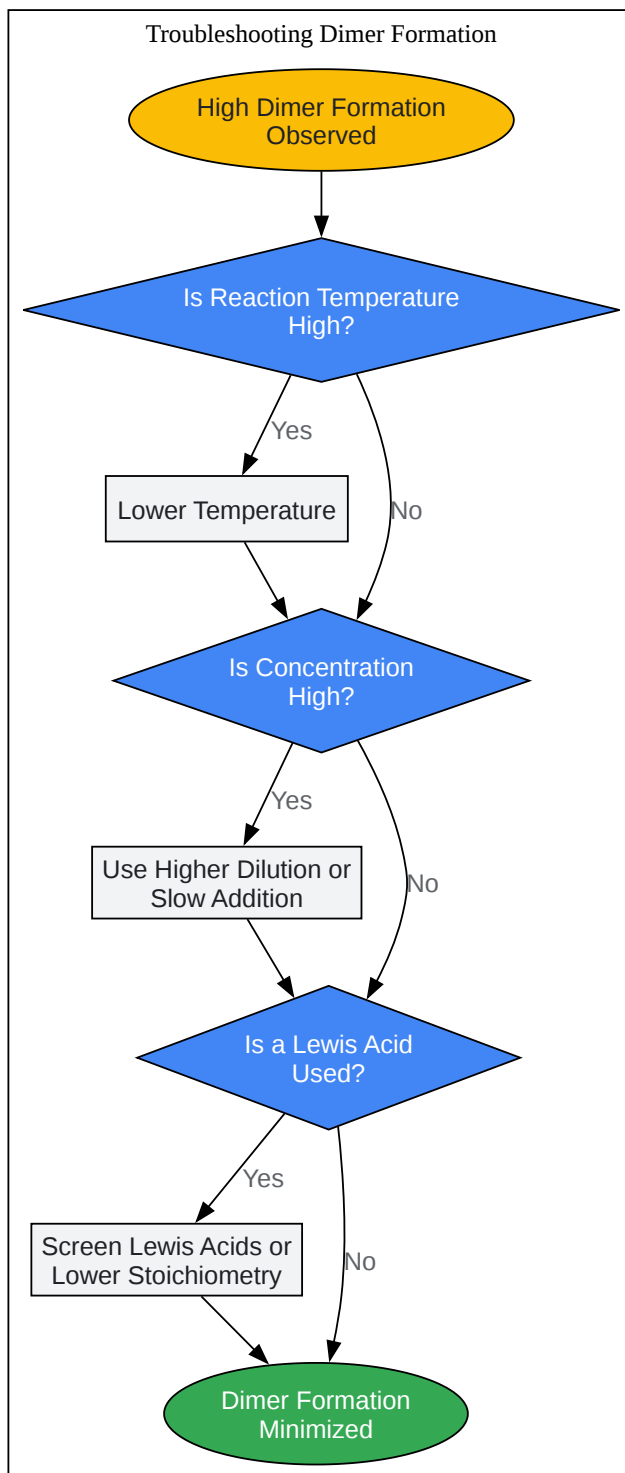 Troubleshooting Dimer Formation
High Dimer Formation
Observed
Is Reaction Temperature
High?
Yes
Lower Temperature
No
Is Concentration
High?
Yes
Use Higher Dilution or
Slow Addition
No
Is a Lewis Acid
Used?
Yes
Screen Lewis Acids or
Lower Stoichiometry
No
Dimer Formation
Minimized